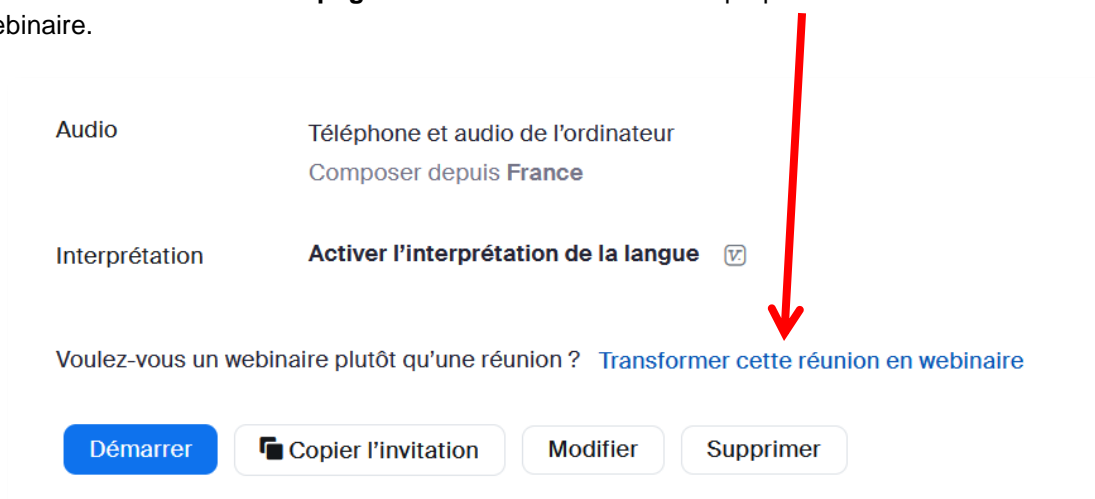 ebinaire.
Audio
Téléphone et audio de l'ordinateur
Composer depuis France
Interprétation
Activer l'interprétation de la langue
Voulez-vous un webinaire plutôt qu'une réunion ? Transformer cette réunion en webinaire
Démarrer Copier l'invitation Modifier Supprimer